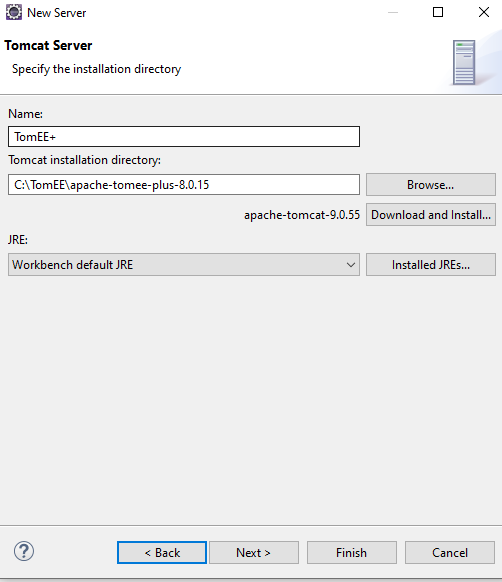 New Server
Tomcat Server
Specify the installation directory
Name:
TomEE+
Tomcat installation directory:
C:\TomEE\apache-tomee-plus-8.0.15
Browse...
apache-tomcat-9.0.55
Download and Install...
JRE:
Workbench default JRE
Installed JREs...
?
< Back
Next >
Finish
Cancel